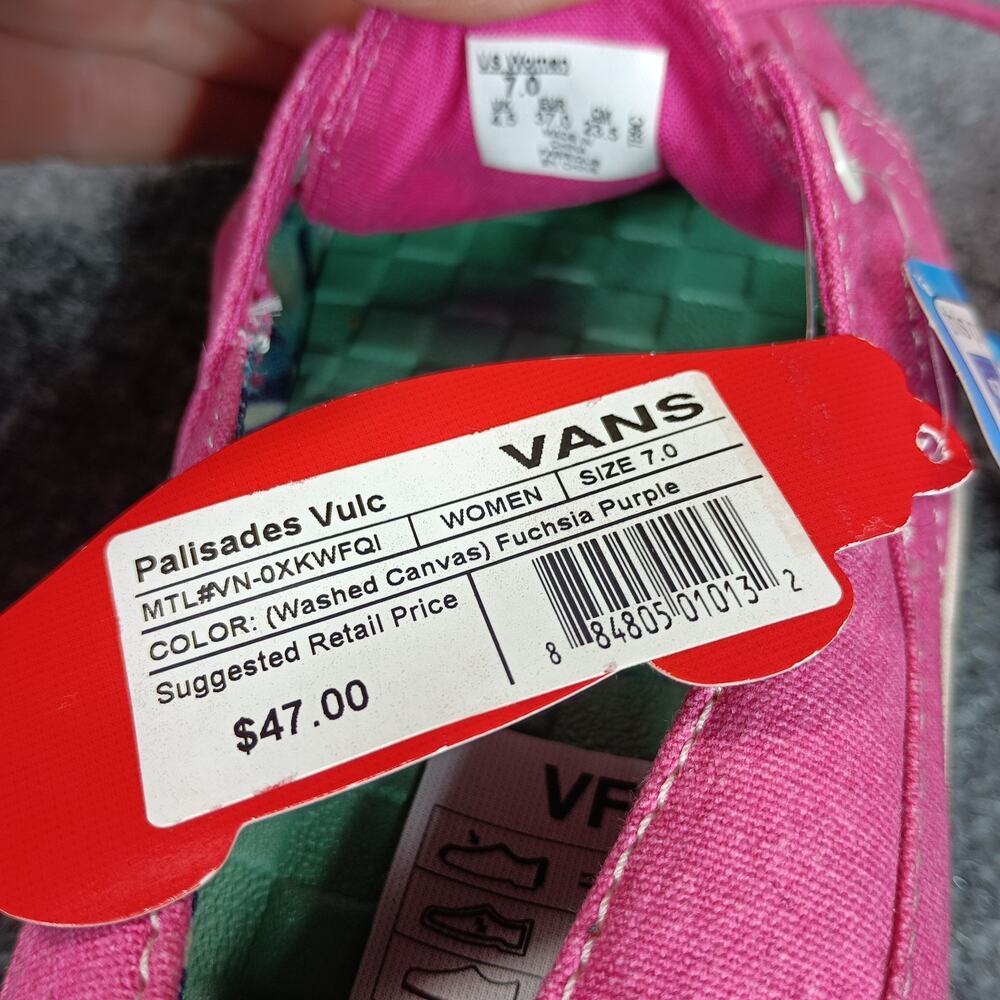 US Women
7.0
UK EUR CM
4.5 37.0 23.5
VANS
Palisades Vulc
MTL#VN-0XKWFQI WOMEN SIZE 7.0
COLOR: (Washed Canvas) Fuchsia Purple
Suggested Retail Price
$47.00
8 84805 01013 2
VF